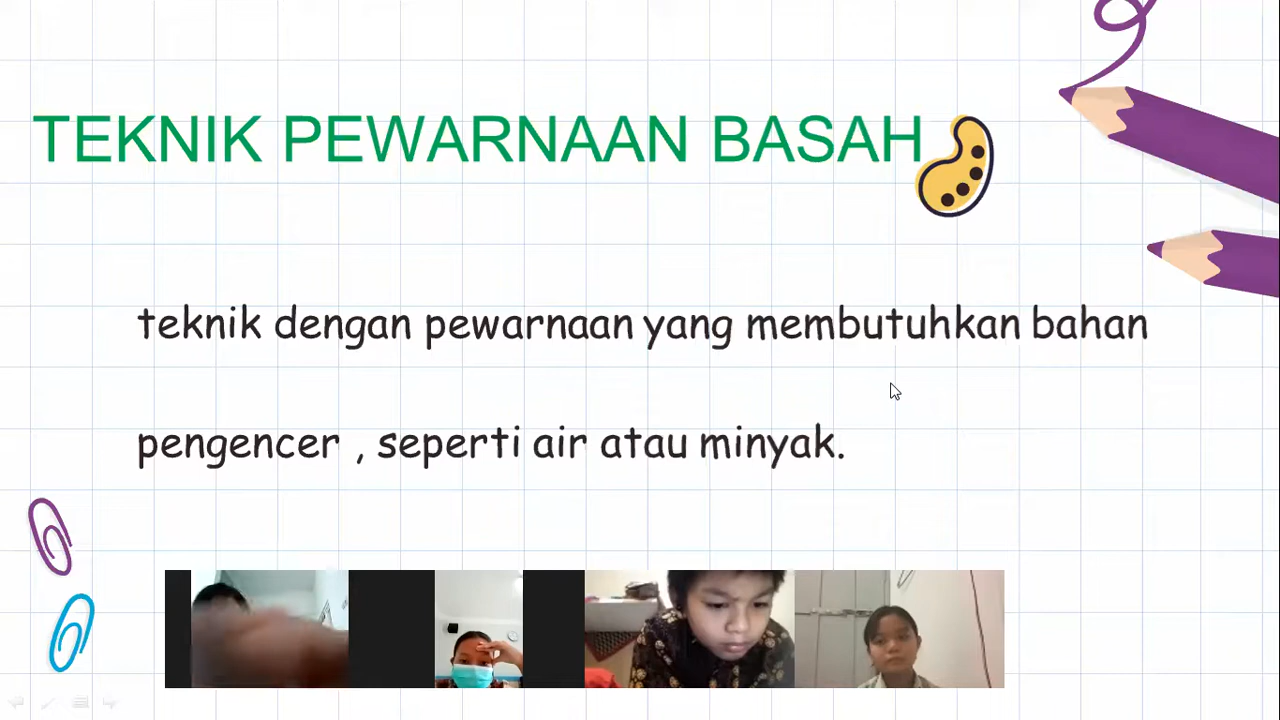 TEKNIK PEWARNAAN BASAH
teknik dengan pewarnaan yang membutuhkan bahan
pengencer , seperti air atau minyak.